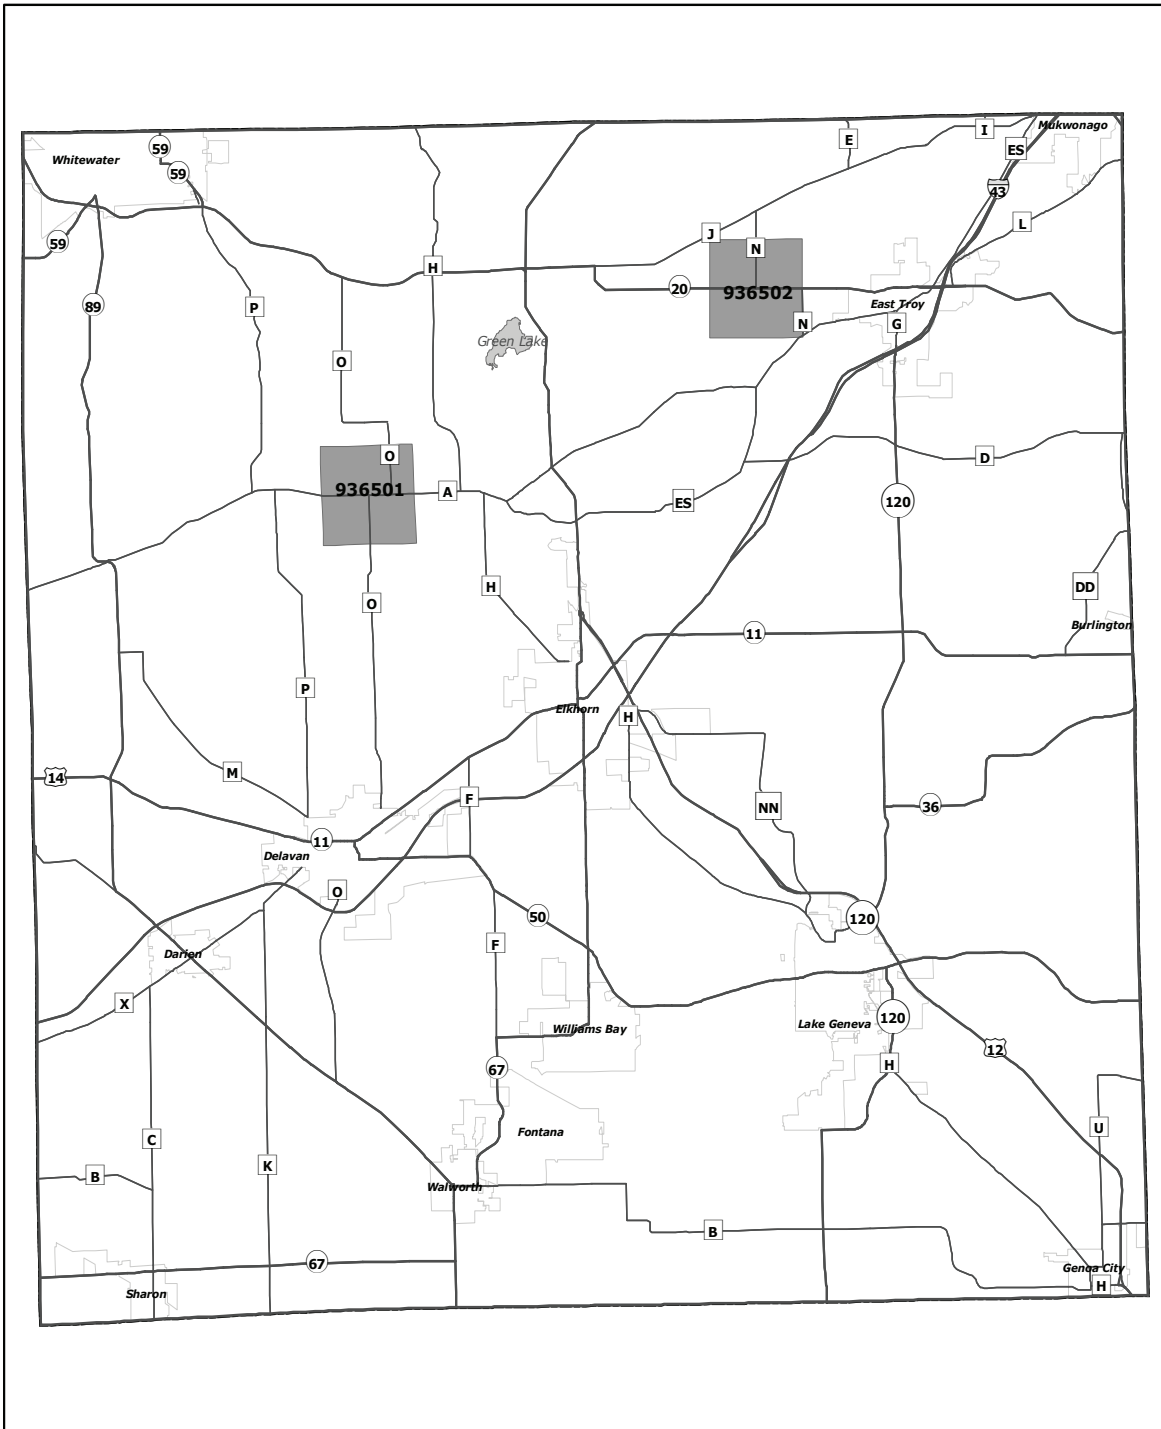 Mukwonago
I
E
59
ES
Whitewater
59
43
L
J
59
N
H
20
936502
89
P
East Troy
N
G
Green Lake
O
O
D
936501
A
ES
120
H
DD
O
Burlington
11
P
Elkhorn
H
M
14
F
NN
36
11
Delavan
O
50
120
F
Darien
X
Williams Bay
Lake Geneva
120
12
H
67
U
Fontana
C
K
B
Walworth
B
67
Genoa City
H
Sharon